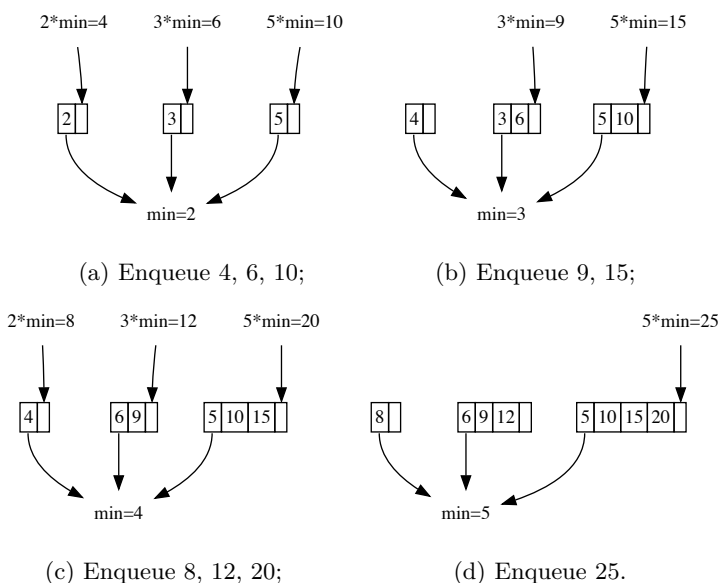 2*min=4 3*min=6 5*min=10
2 3 5
min=2
(a) Enqueue 4, 6, 10;
3*min=9 5*min=15
4 3 6 5 10
min=3
(b) Enqueue 9, 15;
2*min=8 3*min=12 5*min=20
4 6 9 5 10 15
min=4
(c) Enqueue 8, 12, 20;
5*min=25
8 6 9 12 5 10 15 20
min=5
(d) Enqueue 25.